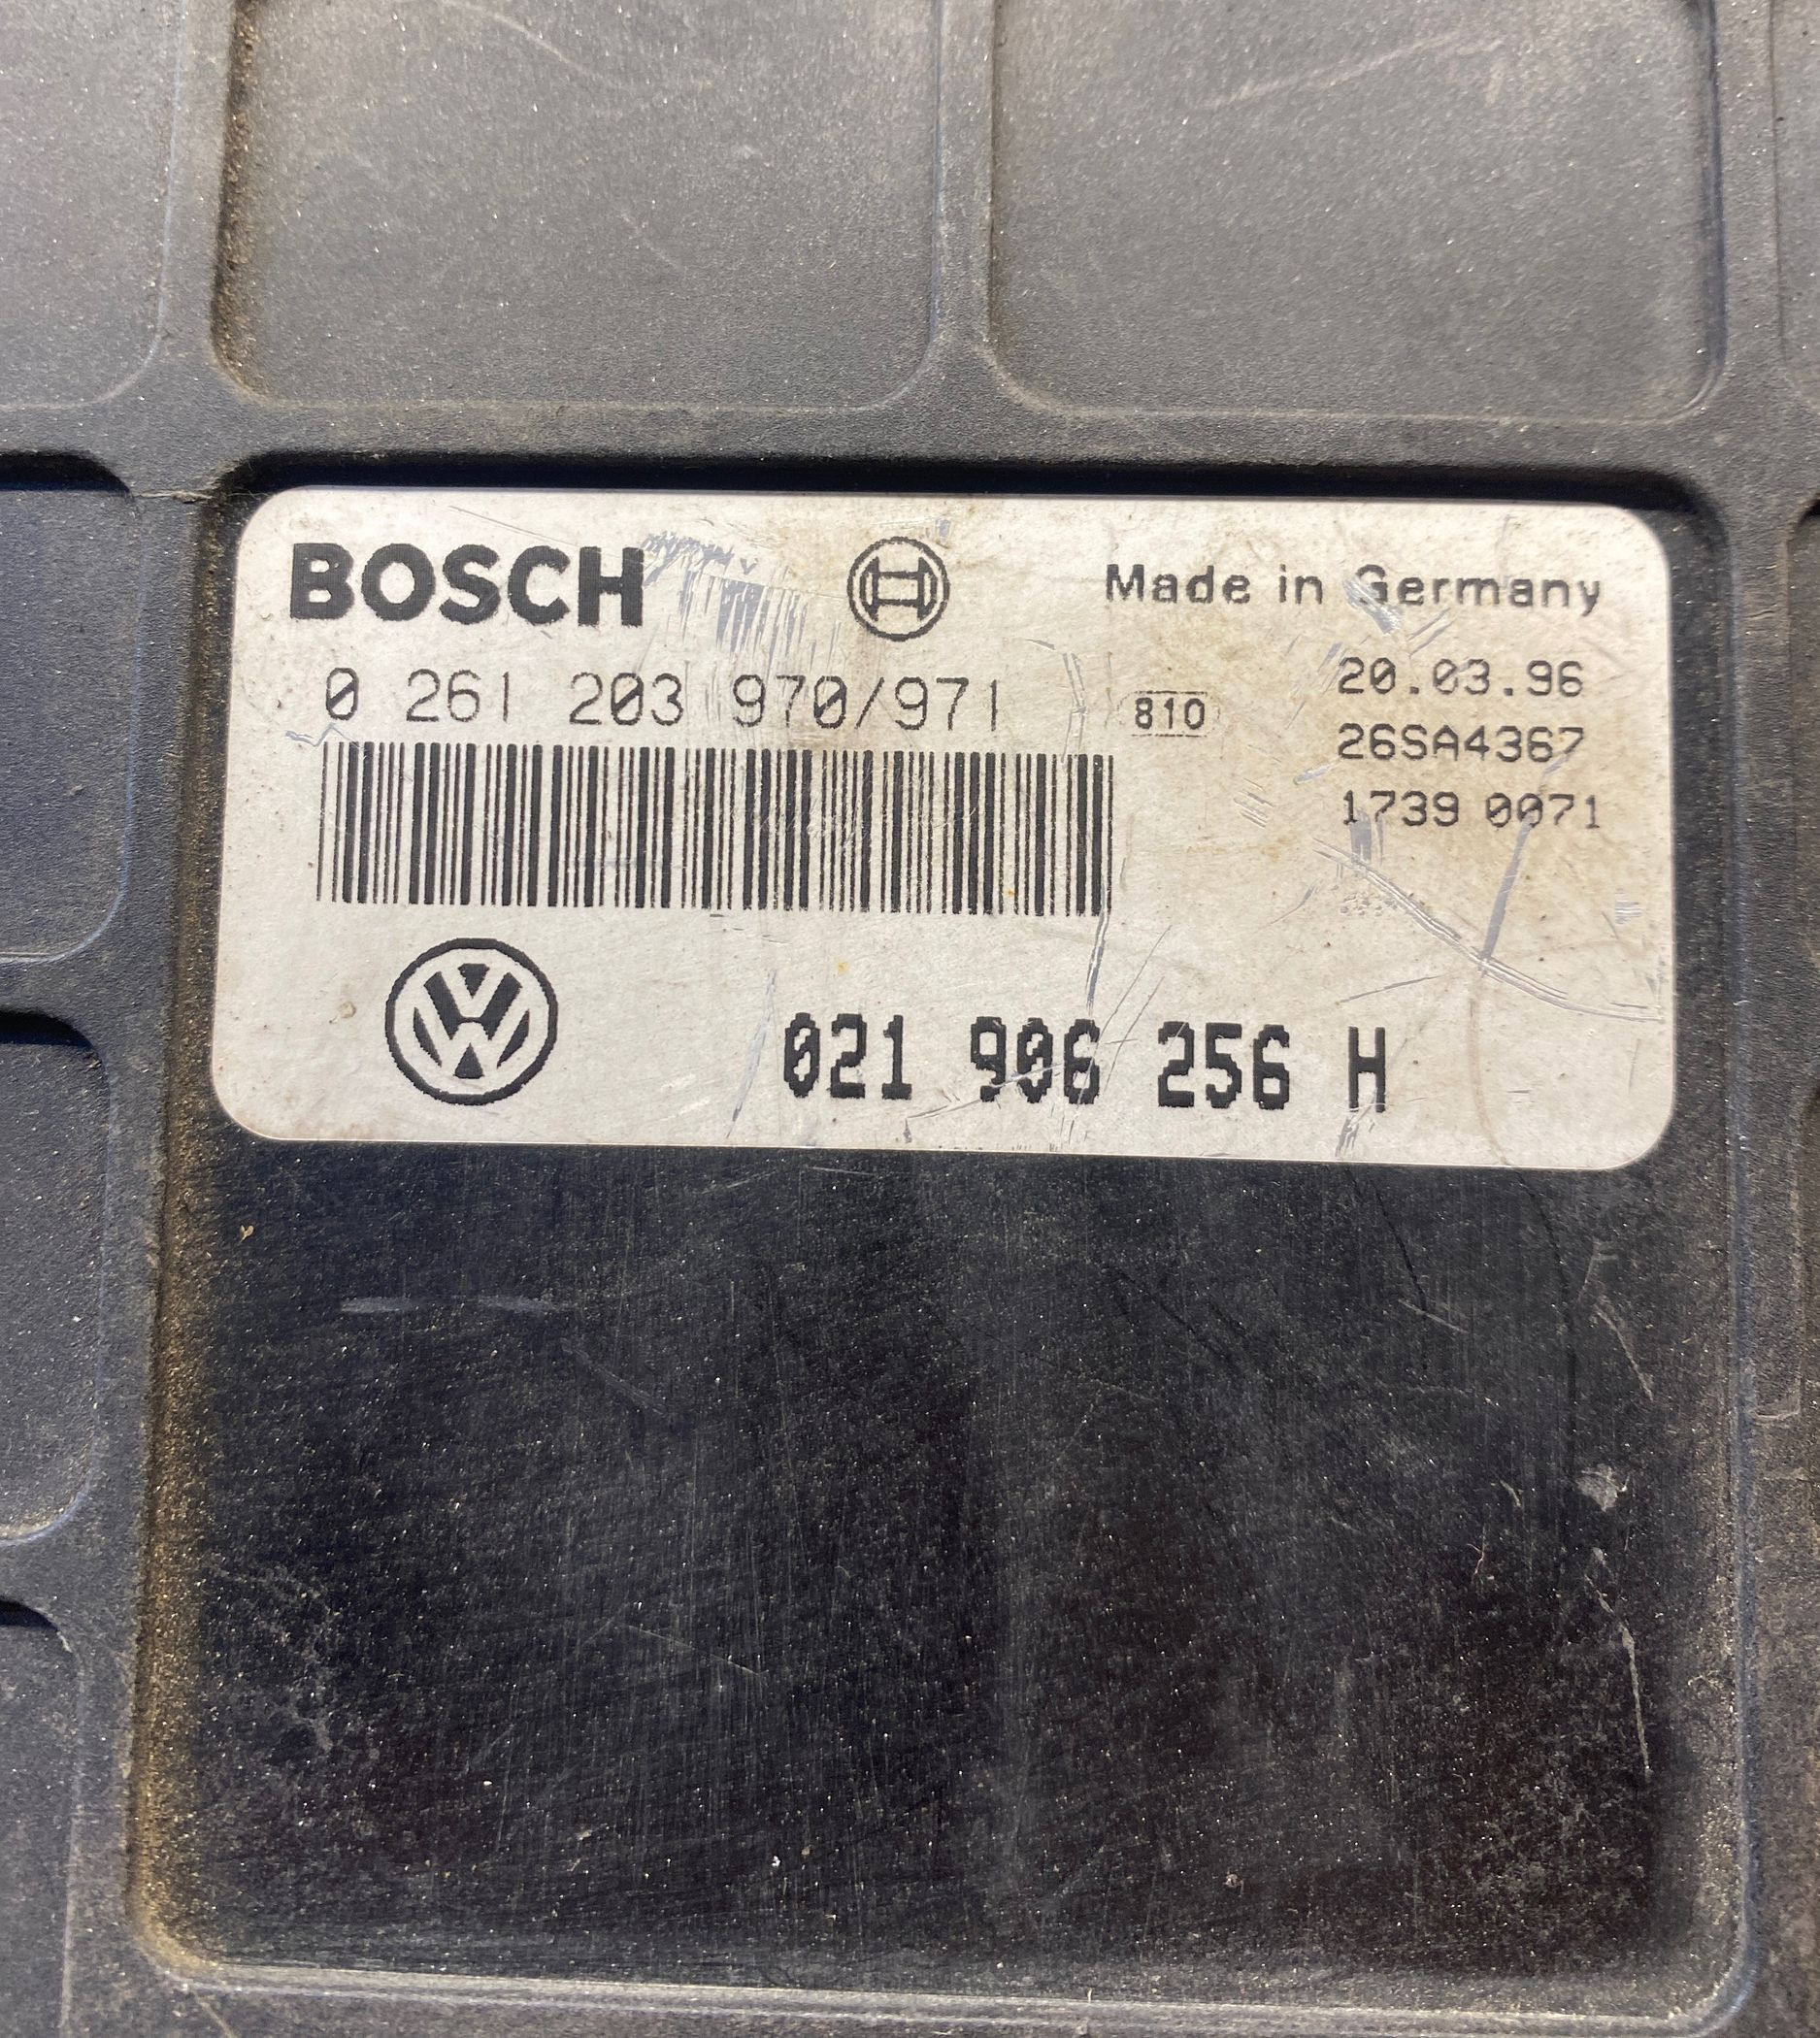 BOSCH Made in Germany
0 261 203 970/971 810 20.03.96
26SA4367
1739 0071
021 906 256 H